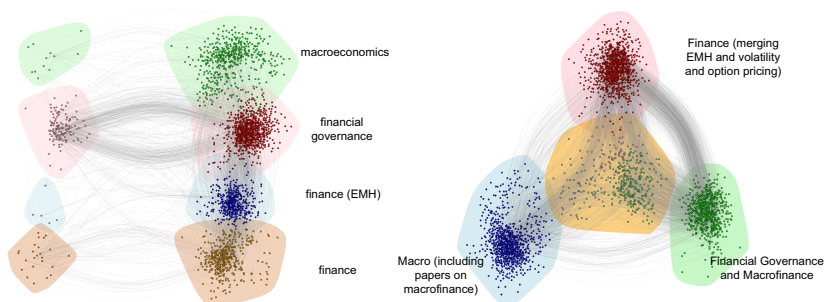 macroeconomics
financial
governance
finance (EMH)
finance
Finance (merging
EMH and volatility
and option pricing)
Macro (including
papers on
macrofinance)
Financial Governance
and Macrofinance